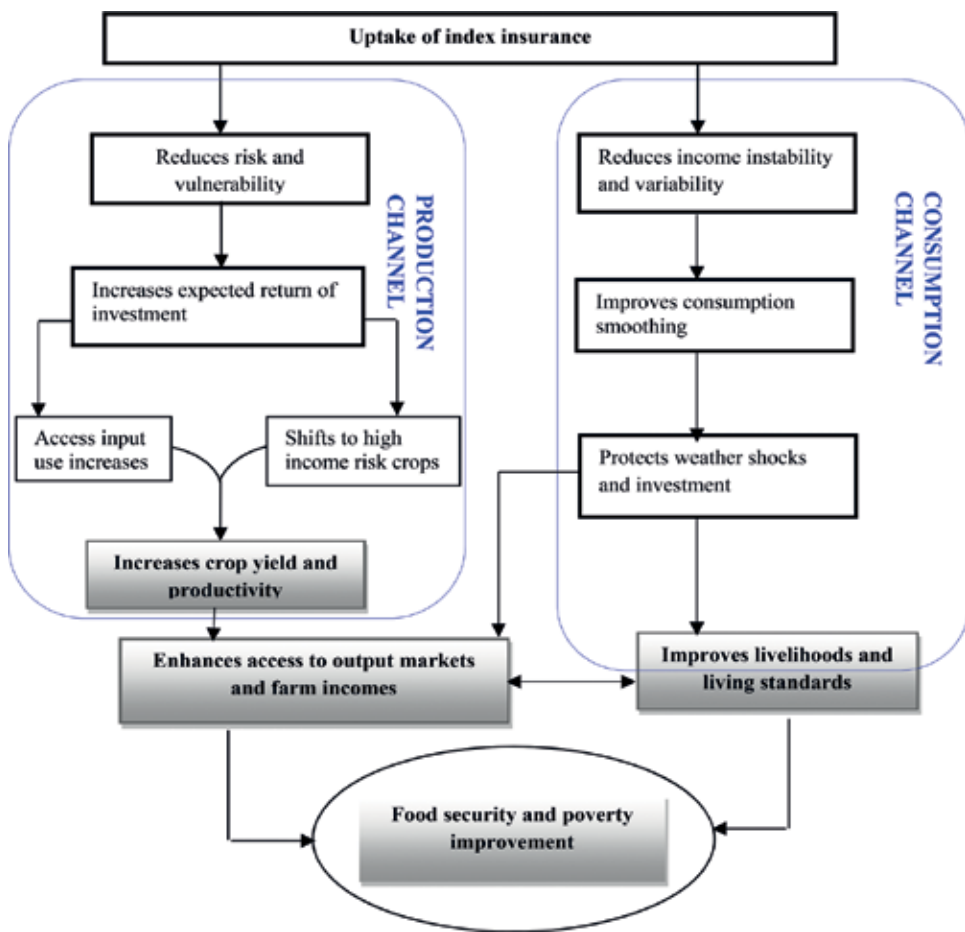 Uptake of index insurance
Reduces risk and
vulnerability
Increases expected return of
investment
Access input
use increases
Shifts to high
income risk crops
Increases crop yield and
productivity
PRODUCTION
CHANNEL
Reduces income instability
and variability
Improves consumption
smoothing
Protects weather shocks
and investment
CONSUMPTION
CHANNEL
Enhances access to output markets
and farm incomes
Improves livelihoods and
living standards
Food security and poverty
improvement